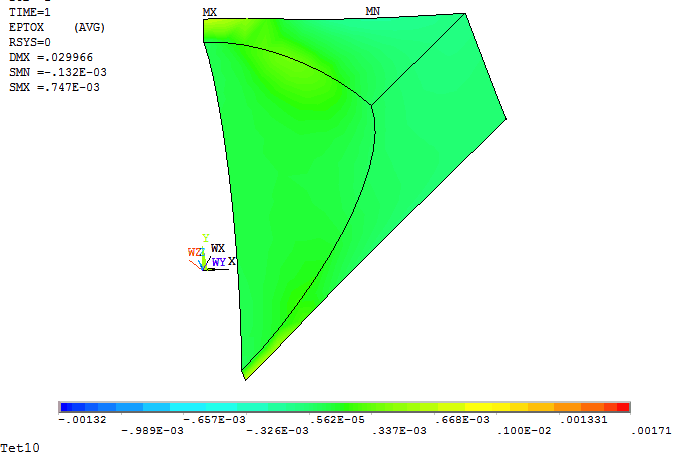 TIME=1
EPTOX (AVG)
RSYS=0
DMX =.029966
SMN =-.132E-03
SMX =.747E-03
MX
MN
Y
WZ
WX
WY X
-.00132 -.657E-03 .562E-05 .668E-03 .001331
-.989E-03 -.326E-03 .337E-03 .100E-02 .00171
Tet10